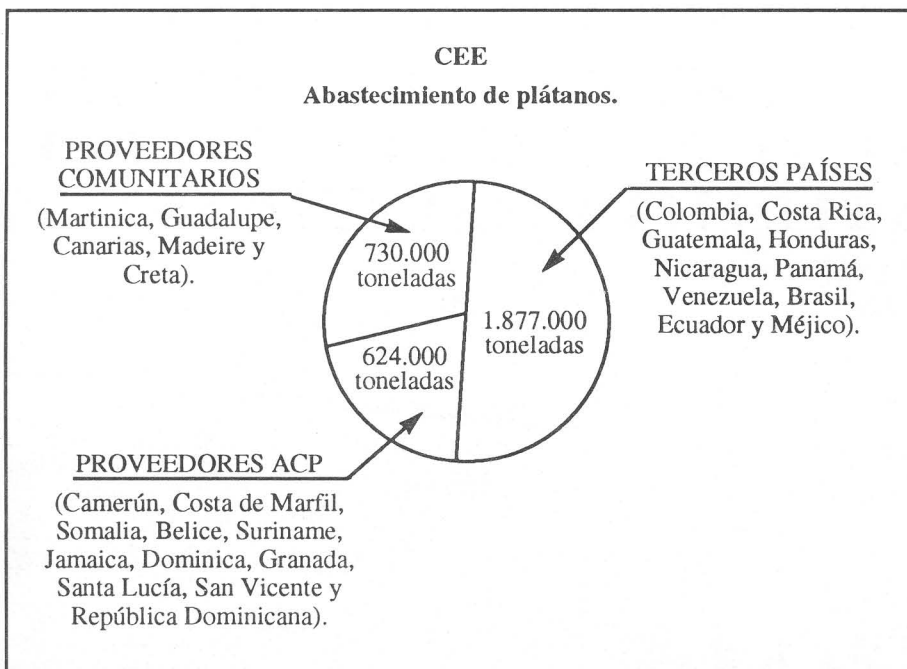 CEE
Abastecimiento de plátanos.
PROVEEDORES
COMUNITARIOS
(Martinica, Guadalupe,
Canarias, Madeire y
Creta).
730.000
toneladas
TERCEROS PAÍSES
(Colombia, Costa Rica,
Guatemala, Honduras,
Nicaragua, Panamá,
Venezuela, Brasil,
Ecuador y Méjico).
1.877.000
toneladas
624.000
toneladas
PROVEEDORES ACP
(Camerún, Costa de Marfil,
Somalia, Belice, Suriname,
Jamaica, Dominica, Granada,
Santa Lucía, San Vicente y
República Dominicana).